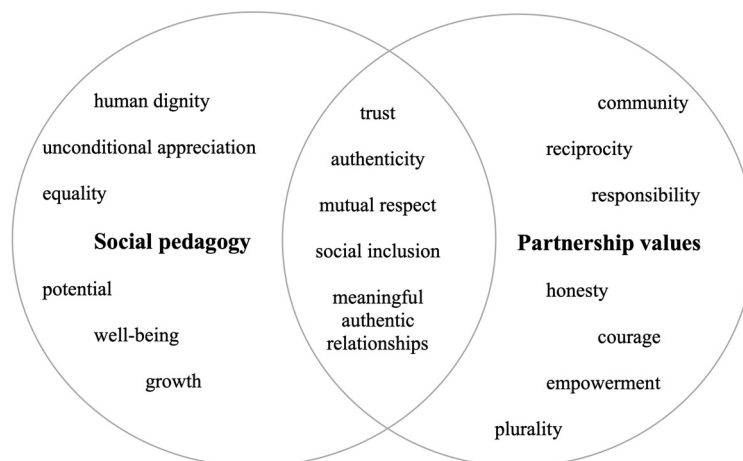 human dignity
unconditional appreciation
equality
Social pedagogy
potential
well-being
growth
trust
authenticity
mutual respect
social inclusion
meaningful
authentic
relationships
community
reciprocity
responsibility
Partnership values
honesty
courage
empowerment
plurality